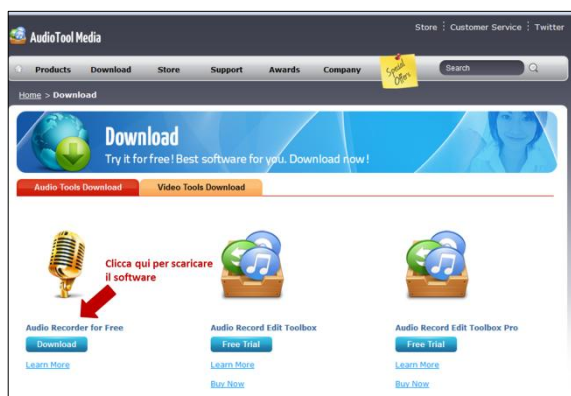 Store Customer Service Twitter
AudioTool Media
Products Download Store Support Awards Company Special Offers Search
Home > Download
Download
Try it for free! Best software for you. Download now!
Audio Tools Download Video Tools Download
Clicca qui per scaricare
il software
Audio Recorder for Free Audio Record Edit Toolbox Audio Record Edit Toolbox Pro
Download Free Trial Free Trial
Learn More Learn More Learn More
Buy Now Buy Now